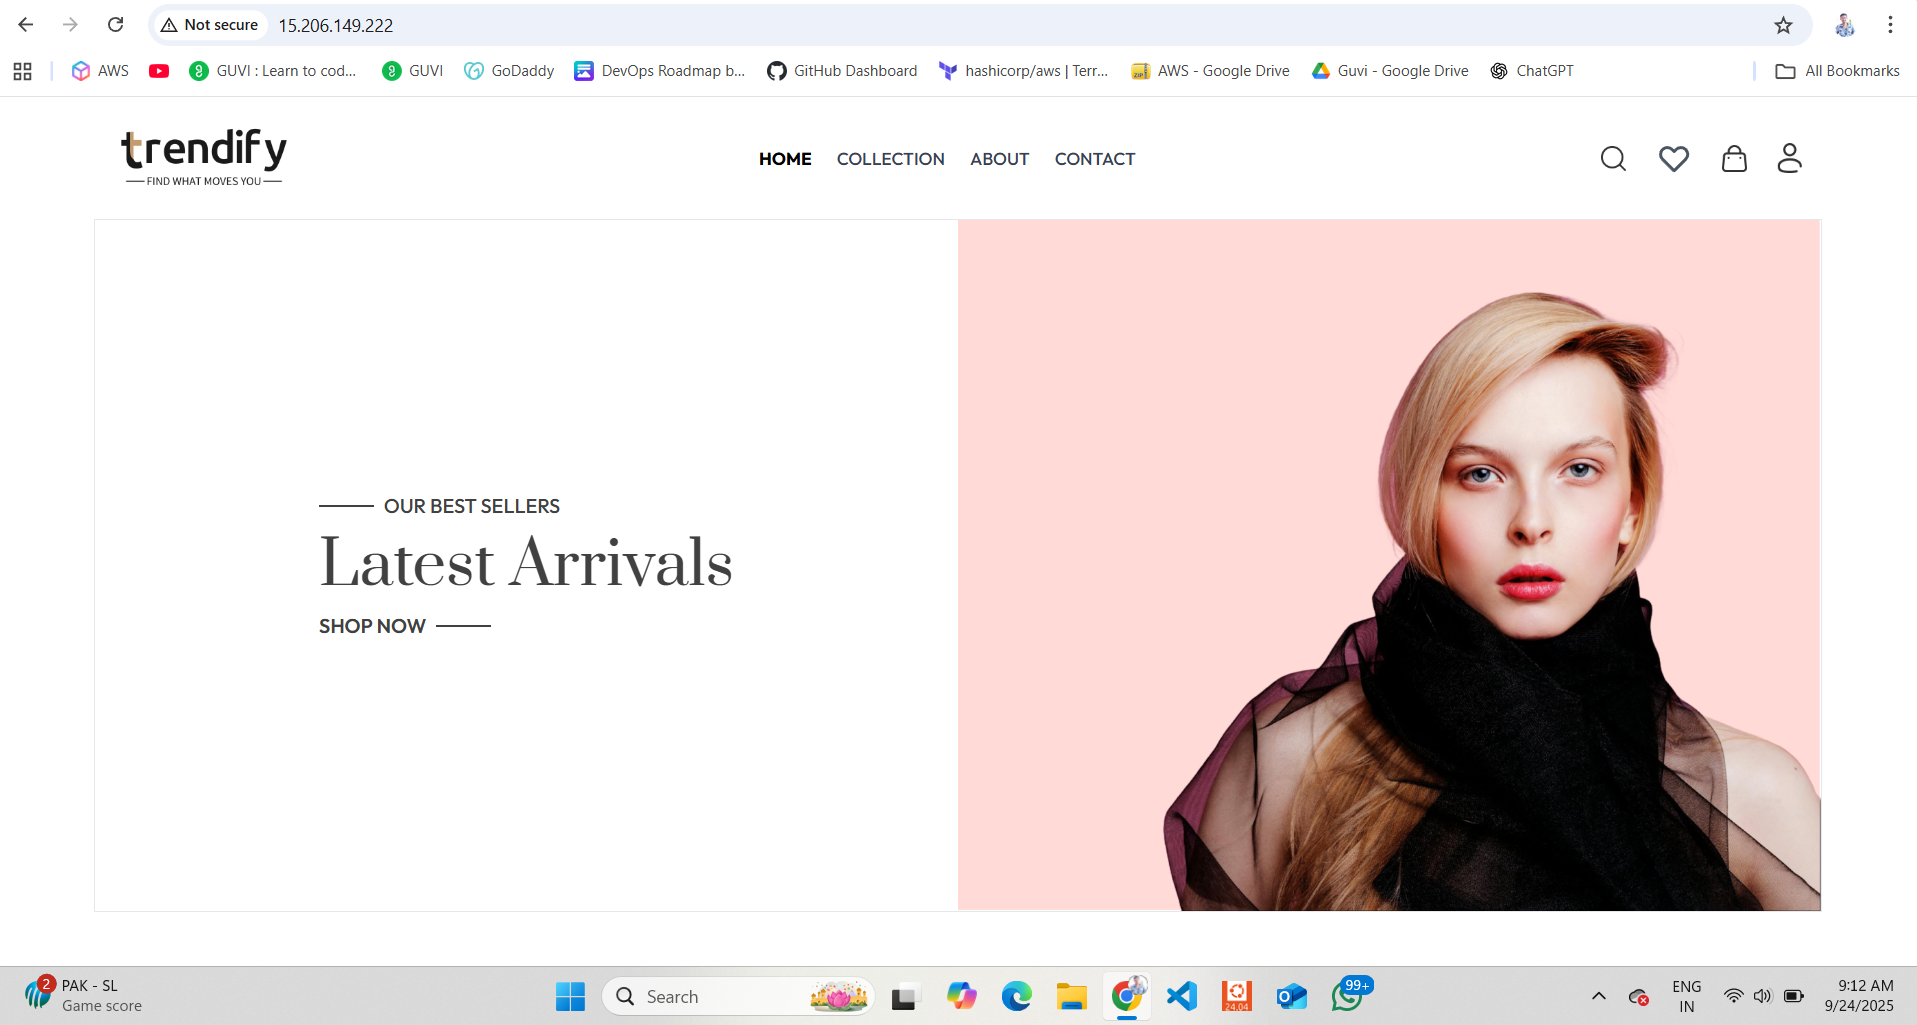 Not secure 15.206.149.222
AWS GUVI : Learn to cod... GUVI GoDaddy DevOps Roadmap b... GitHub Dashboard hashicorp/aws | Terr... AWS - Google Drive Guvi - Google Drive ChatGPT All Bookmarks
trendify
FIND WHAT MOVES YOU
HOME COLLECTION ABOUT CONTACT
OUR BEST SELLERS
Latest Arrivals
SHOP NOW
2
PAK - SL
Game score
Search
24.04
99+
ENG
IN
9:12 AM
9/24/2025